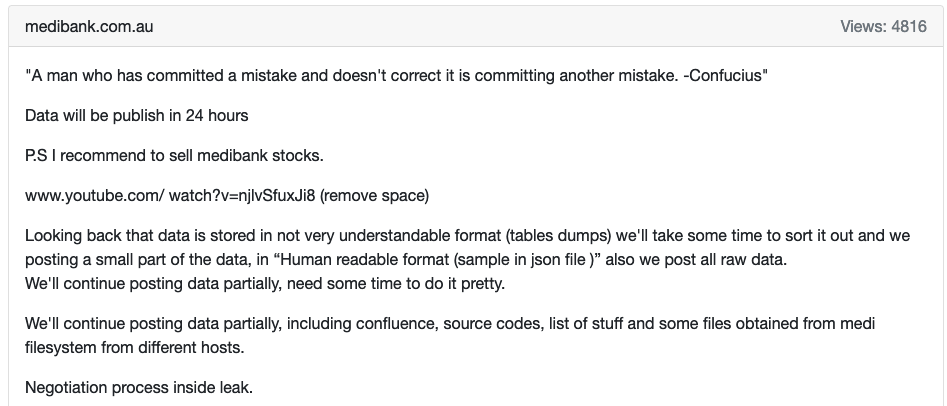 medibank.com.au
Views: 4816
"A man who has committed a mistake and doesn't correct it is committing another mistake. -Confucius"
Data will be publish in 24 hours
P.S I recommend to sell medibank stocks.
www.youtube.com/ watch?v=njlvSfuxJi8 (remove space)
Looking back that data is stored in not very understandable format (tables dumps) we'll take some time to sort it out and we
posting a small part of the data, in “Human readable format (sample in json file )” also we post all raw data.
We'll continue posting data partially, need some time to do it pretty.
We'll continue posting data partially, including confluence, source codes, list of stuff and some files obtained from medi
filesystem from different hosts.
Negotiation process inside leak.